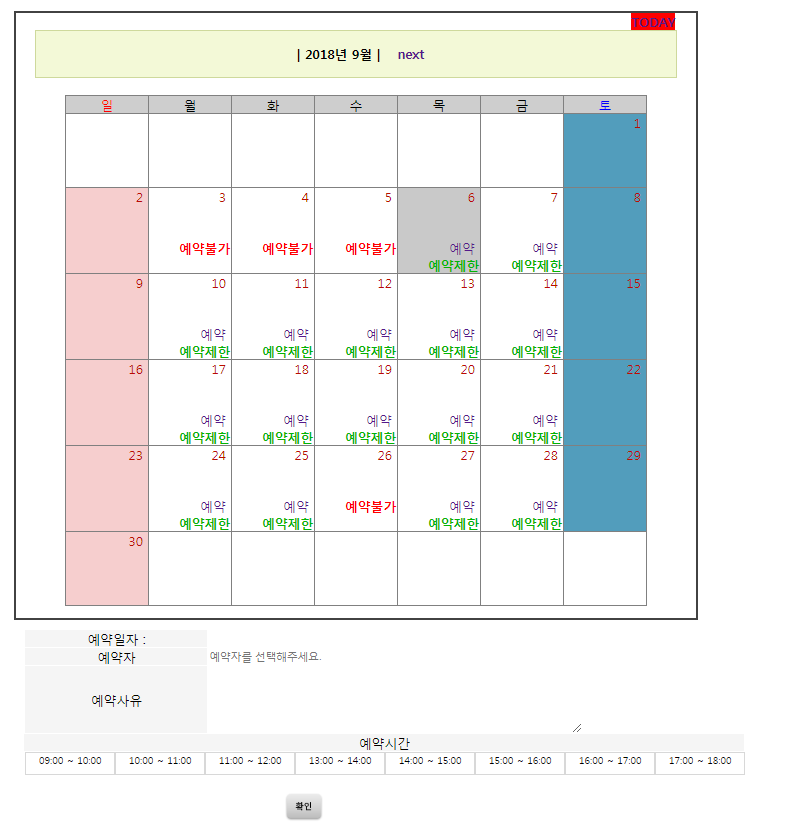 TODAY
| 2018년 9월 | next
일 월 화 수 목 금 토
1
2 3 4 5 6 7 8
예약불가 예약불가 예약불가 예약 예약
예약제한 예약제한
9 10 11 12 13 14 15
예약 예약 예약 예약 예약
예약제한 예약제한 예약제한 예약제한 예약제한
16 17 18 19 20 21 22
예약 예약 예약 예약 예약
예약제한 예약제한 예약제한 예약제한 예약제한
23 24 25 26 27 28 29
예약 예약 예약불가 예약 예약
예약제한 예약제한 예약제한 예약제한
30
예약일자 :
예약자 예약자를 선택해주세요.
예약사유
예약시간
09:00 ~ 10:00 10:00 ~ 11:00 11:00 ~ 12:00 13:00 ~ 14:00 14:00 ~ 15:00 15:00 ~ 16:00 16:00 ~ 17:00 17:00 ~ 18:00
확인